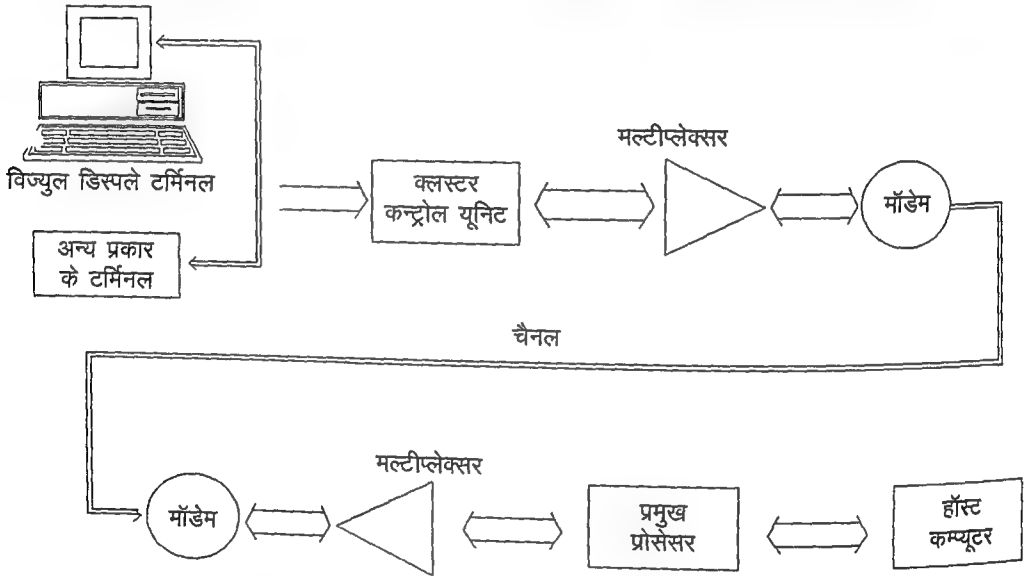 विज्युल डिस्पले टर्मिनल
अन्य प्रकार
के टर्मिनल
क्लस्टर
कन्ट्रोल यूनिट
मल्टीप्लेक्सर
मॉडेम
चैनल
मॉडेम
मल्टीप्लेक्सर
प्रमुख
प्रोसेसर
हॉस्ट
कम्प्यूटर